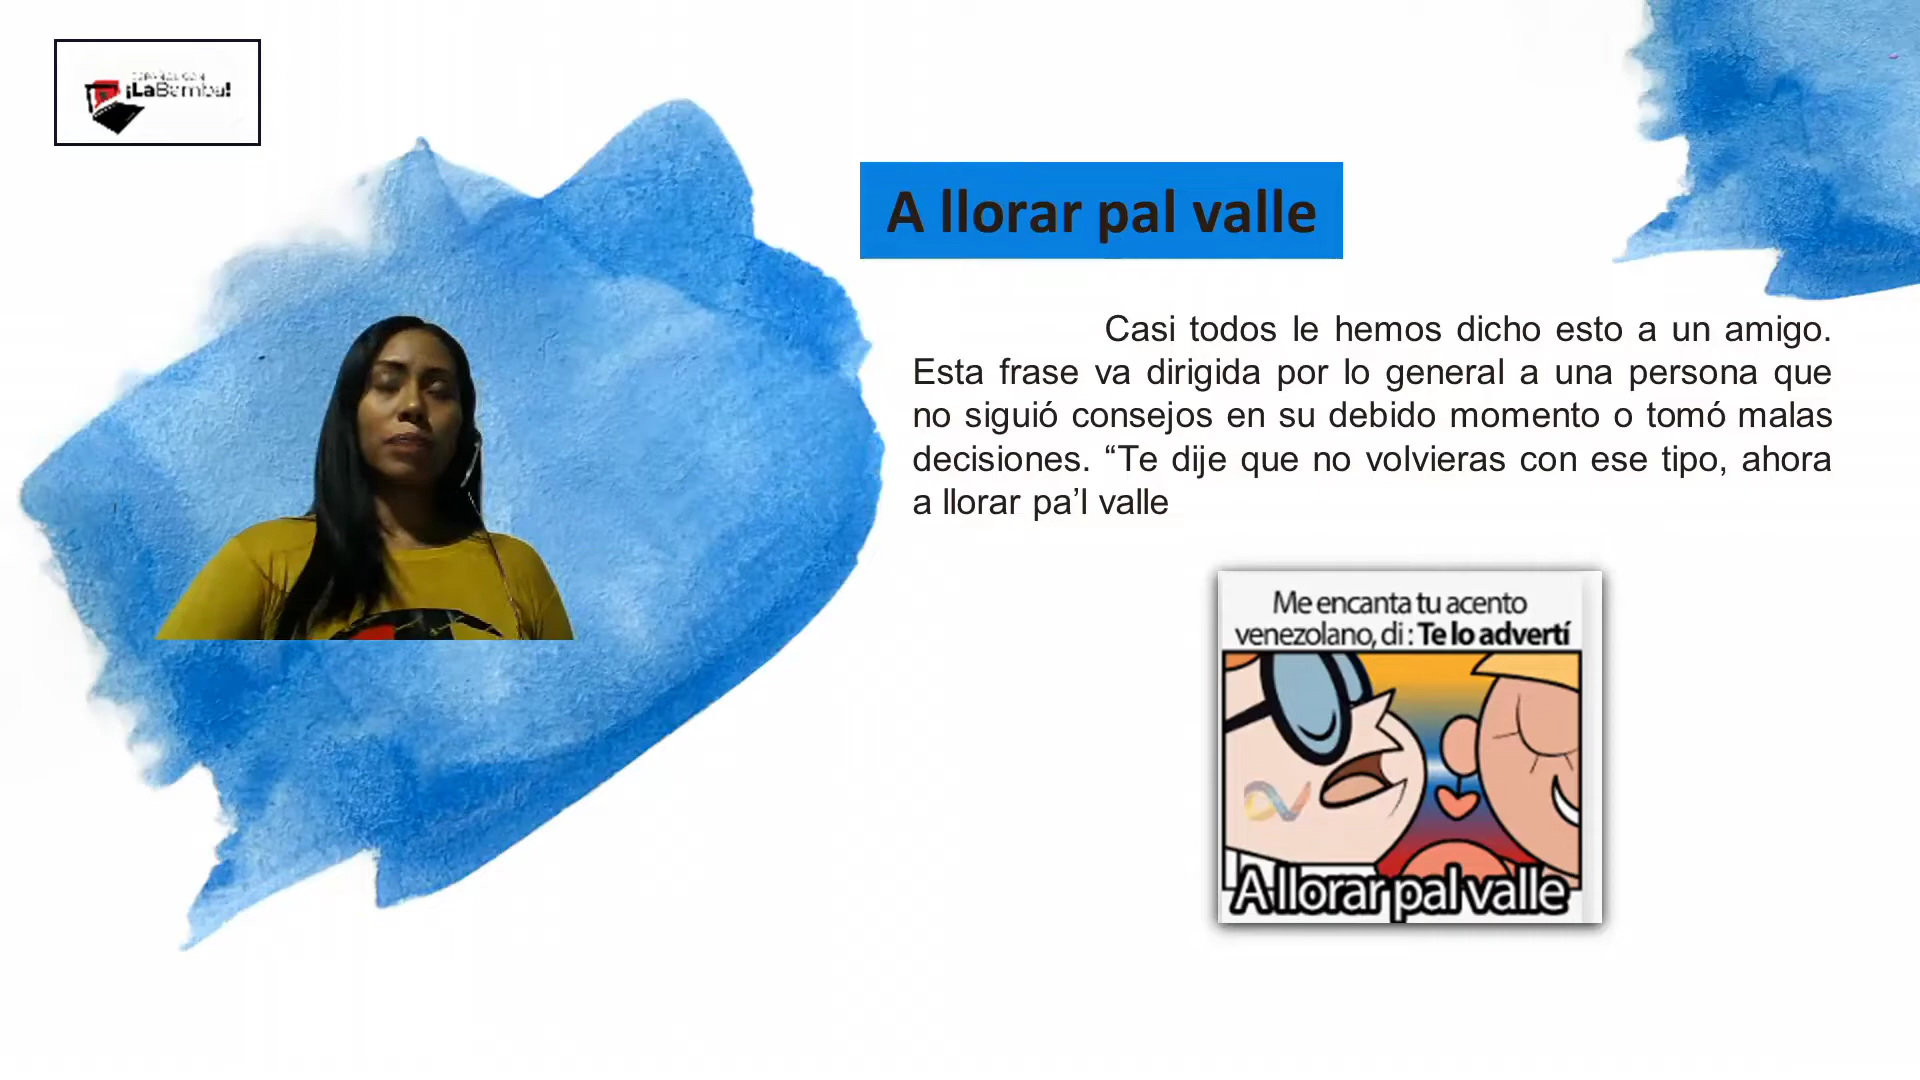 ¡LaBamba!
A llorar pal valle
Casi todos le hemos dicho esto a un amigo.
Esta frase va dirigida por lo general a una persona que
no siguió consejos en su debido momento o tomó malas
decisiones. “Te dije que no volvieras con ese tipo, ahora
a llorar pa’l valle
Me encanta tu acento
venezolano, di : Te lo advertí
A llorar pal valle